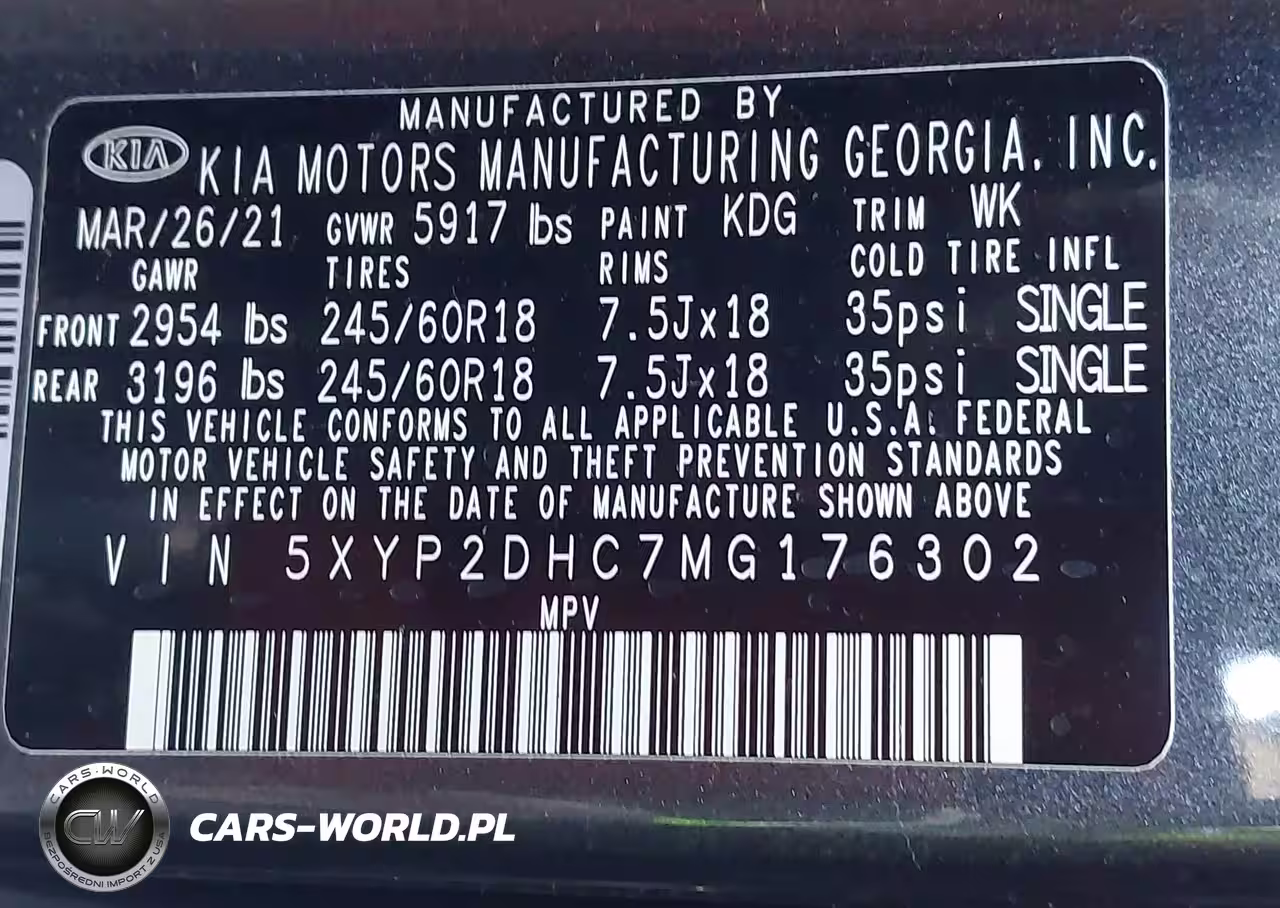 MANUFACTURED BY
KIA KIA MOTORS MANUFACTURING GEORGIA, INC.
MAR/26/21 GVWR 5917 lbs PAINT KDG TRIM WK
GAWR TIRES RIMS COLD TIRE INFL
FRONT 2954 lbs 245/60R18 7.5Jx18 35psi SINGLE
REAR 3196 lbs 245/60R18 7.5Jx18 35psi SINGLE
THIS VEHICLE CONFORMS TO ALL APPLICABLE U.S.A. FEDERAL
MOTOR VEHICLE SAFETY AND THEFT PREVENTION STANDARDS
IN EFFECT ON THE DATE OF MANUFACTURE SHOWN ABOVE
VIN 5XYP2DHC7MG176302
MPV
CARS-WORLD
CW
BEZPOŚREDNI IMPORT Z USA
CARS-WORLD.PL